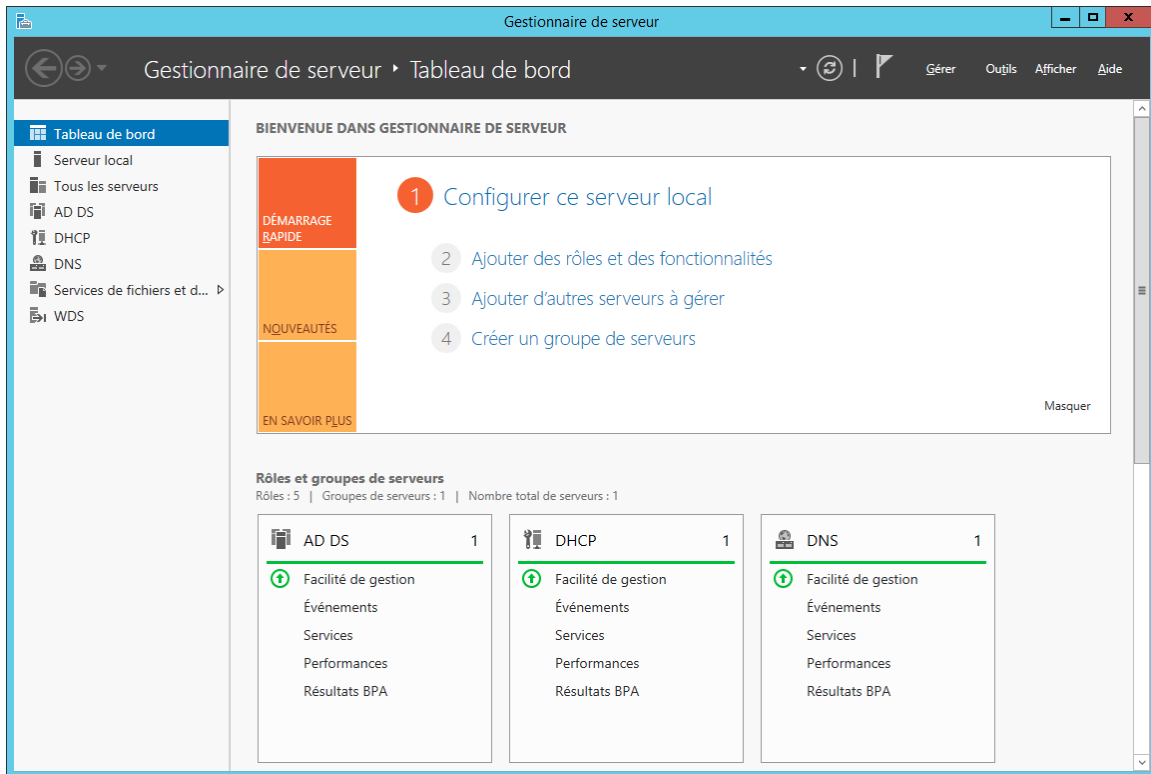 Gestionnaire de serveur
Gestionnaire de serveur ‣ Tableau de bord
Gérer Outils Afficher Aide
Tableau de bord
Serveur local
Tous les serveurs
AD DS
DHCP
DNS
Services de fichiers et d...
WDS
BIENVENUE DANS GESTIONNAIRE DE SERVEUR
DÉMARRAGE
RAPIDE
NOUVEAUTÉS
EN SAVOIR PLUS
1 Configurer ce serveur local
2 Ajouter des rôles et des fonctionnalités
3 Ajouter d’autres serveurs à gérer
4 Créer un groupe de serveurs
Masquer
Rôles et groupes de serveurs
Rôles : 5 | Groupes de serveurs : 1 | Nombre total de serveurs : 1
AD DS 1
Facilité de gestion
Événements
Services
Performances
Résultats BPA
DHCP 1
Facilité de gestion
Événements
Services
Performances
Résultats BPA
DNS 1
Facilité de gestion
Événements
Services
Performances
Résultats BPA